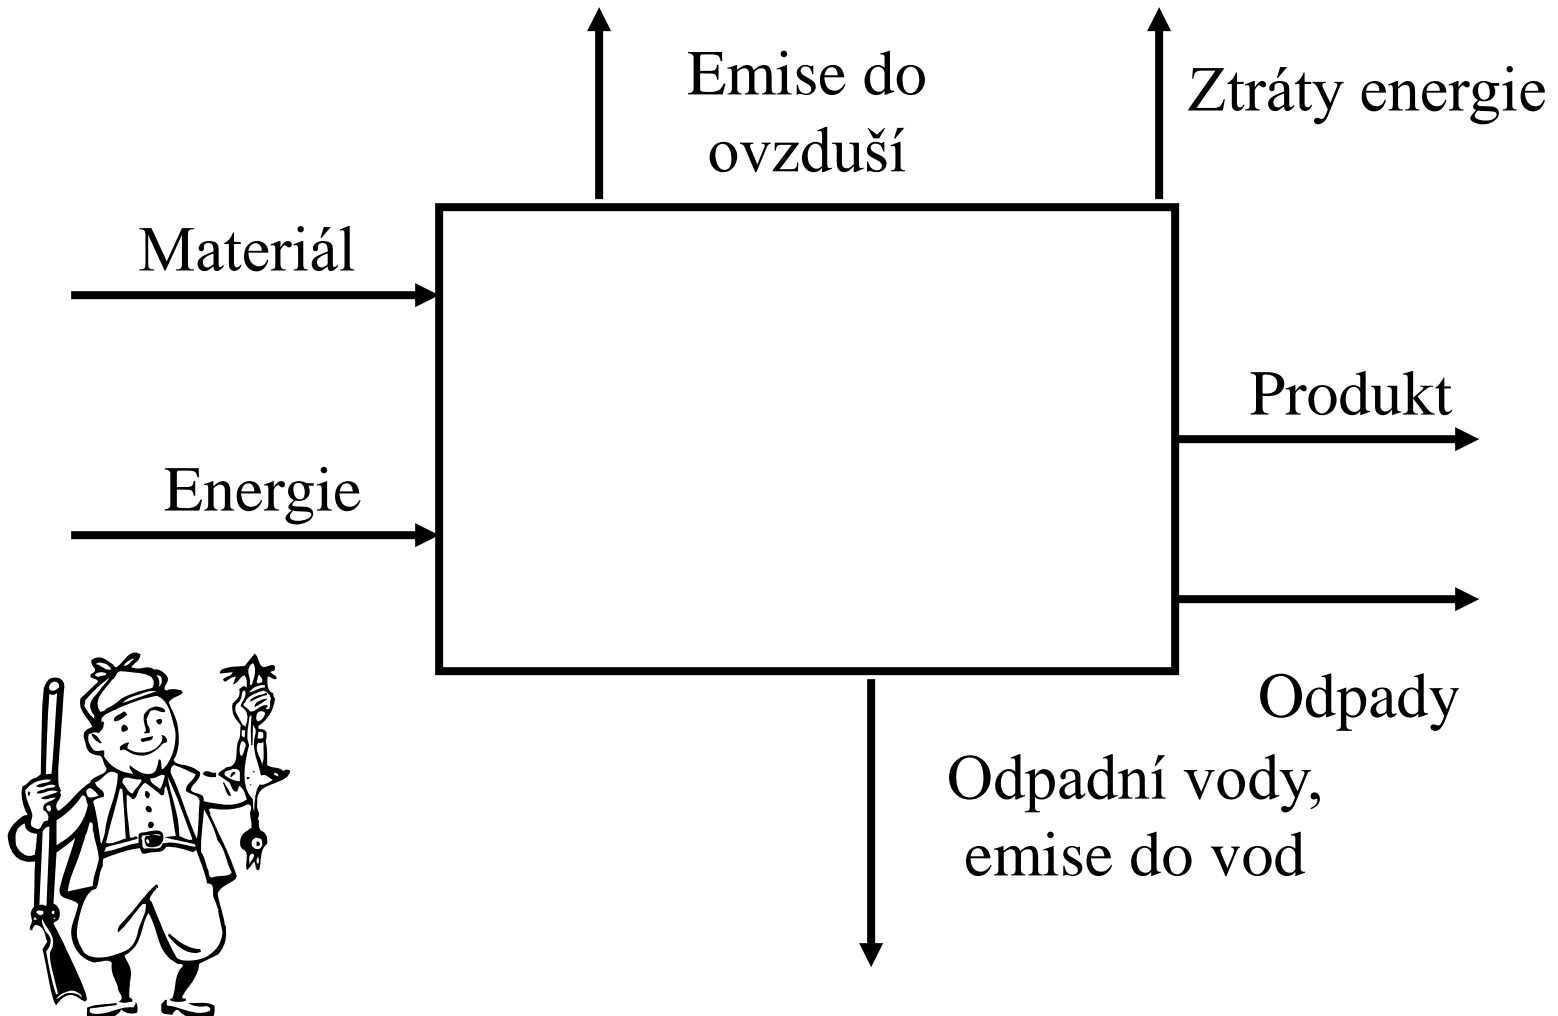 Emise do
ovzduší
Ztráty energie
Materiál
Produkt
Energie
Odpady
Odpadní vody,
emise do vod